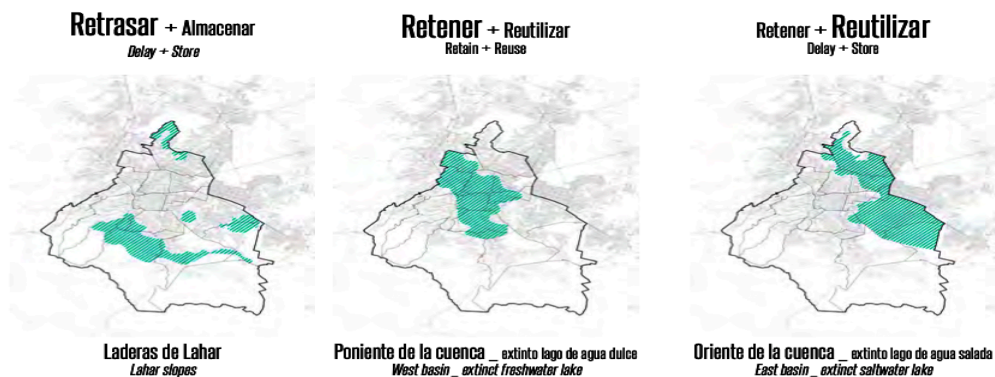 Retrasar + Almacenar
Delay + Store
Laderas de Lahar
Lahar slopes
Retener + Reutilizar
Retain + Reuse
Poniente de la cuenca _ extinto lago de agua dulce
West basin _ extinct freshwater lake
Retener + Reutilizar
Delay + Store
Oriente de la cuenca _ extinto lago de agua salada
East basin _ extinct saltwater lake